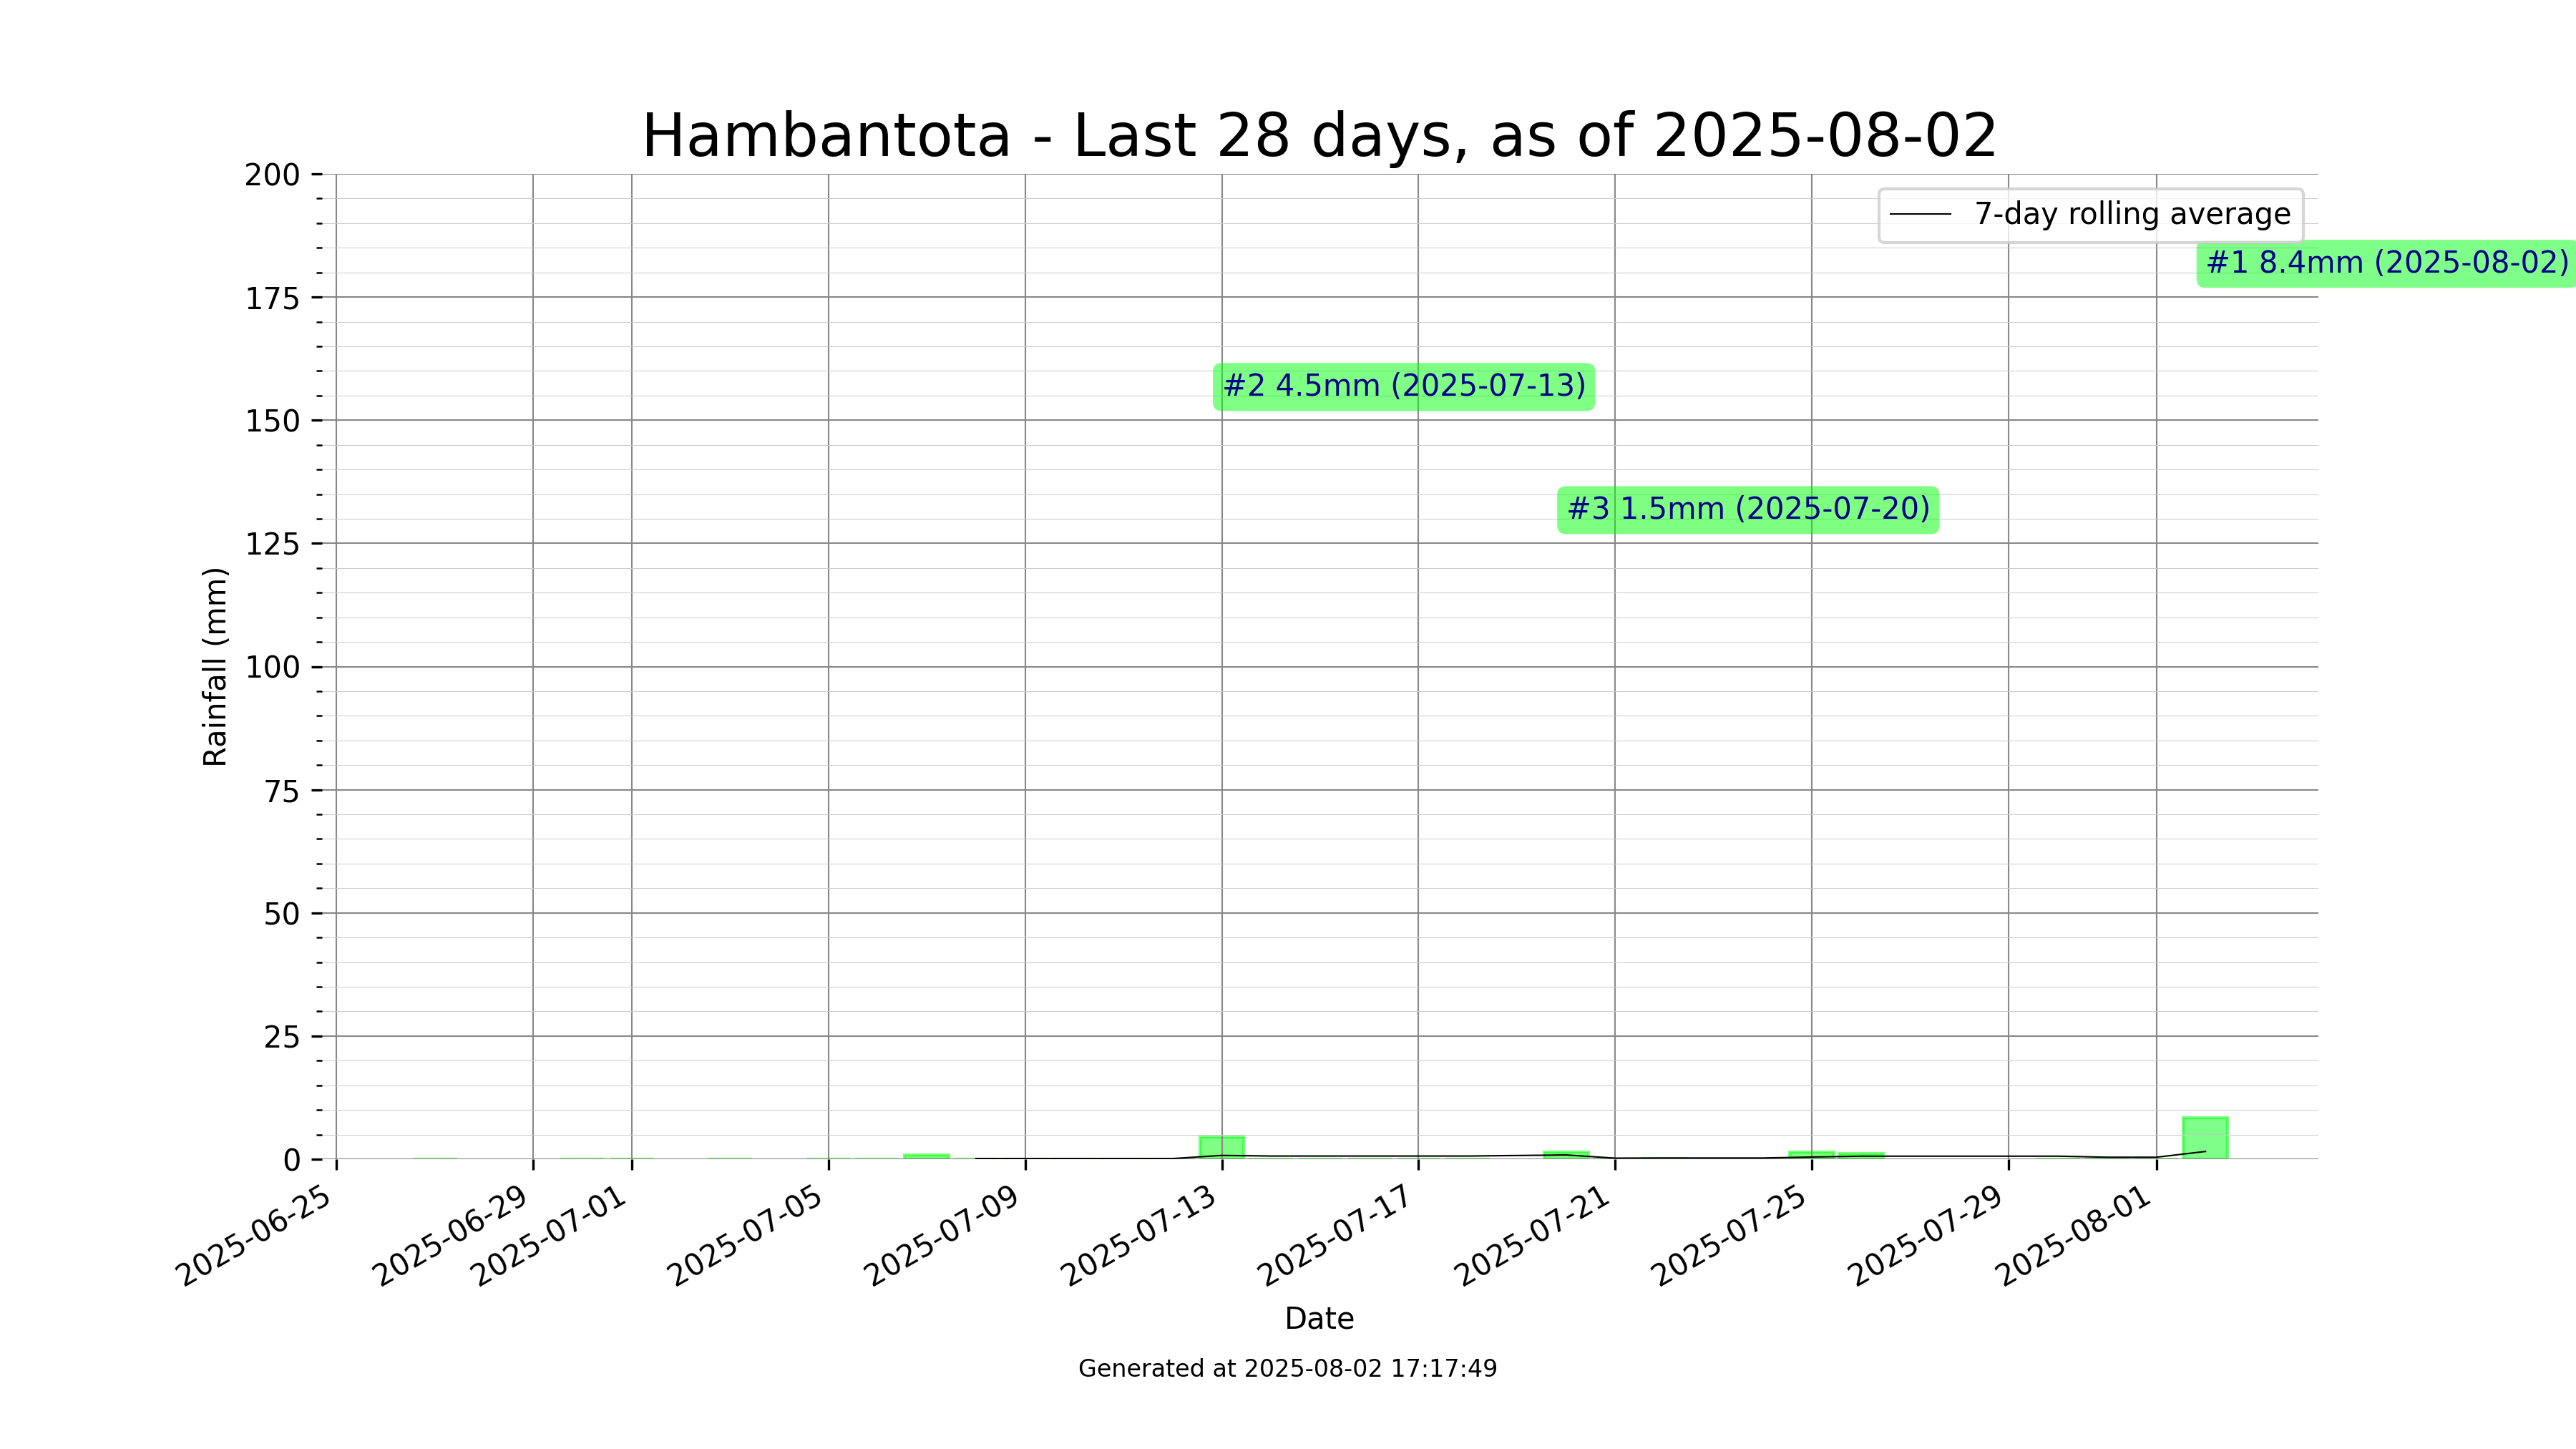 Hambantota - Last 28 days, as of 2025-08-02
200
175
150
125
100
75
50
25
0
Rainfall (mm)
7-day rolling average
#1 8.4mm (2025-08-02)
#2 4.5mm (2025-07-13)
#3 1.5mm (2025-07-20)
2025-06-25
2025-06-29
2025-07-01
2025-07-05
2025-07-09
2025-07-13
2025-07-17
2025-07-21
2025-07-25
2025-07-29
2025-08-01
Date
Generated at 2025-08-02 17:17:49